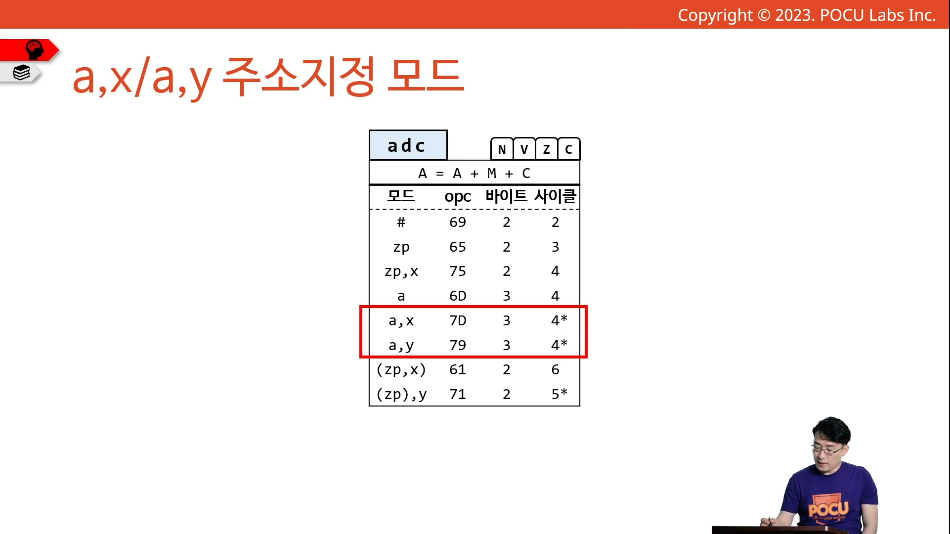 Copyright © 2023. POCU Labs Inc.
a,x/a,y 주소지정 모드
adc N V Z C
A = A + M + C
모드 opc 바이트 사이클
# 69 2 2
zp 65 2 3
zp,x 75 2 4
a 6D 3 4
a,x 7D 3 4*
a,y 79 3 4*
(zp,x) 61 2 6
(zp),y 71 2 5*
POCU